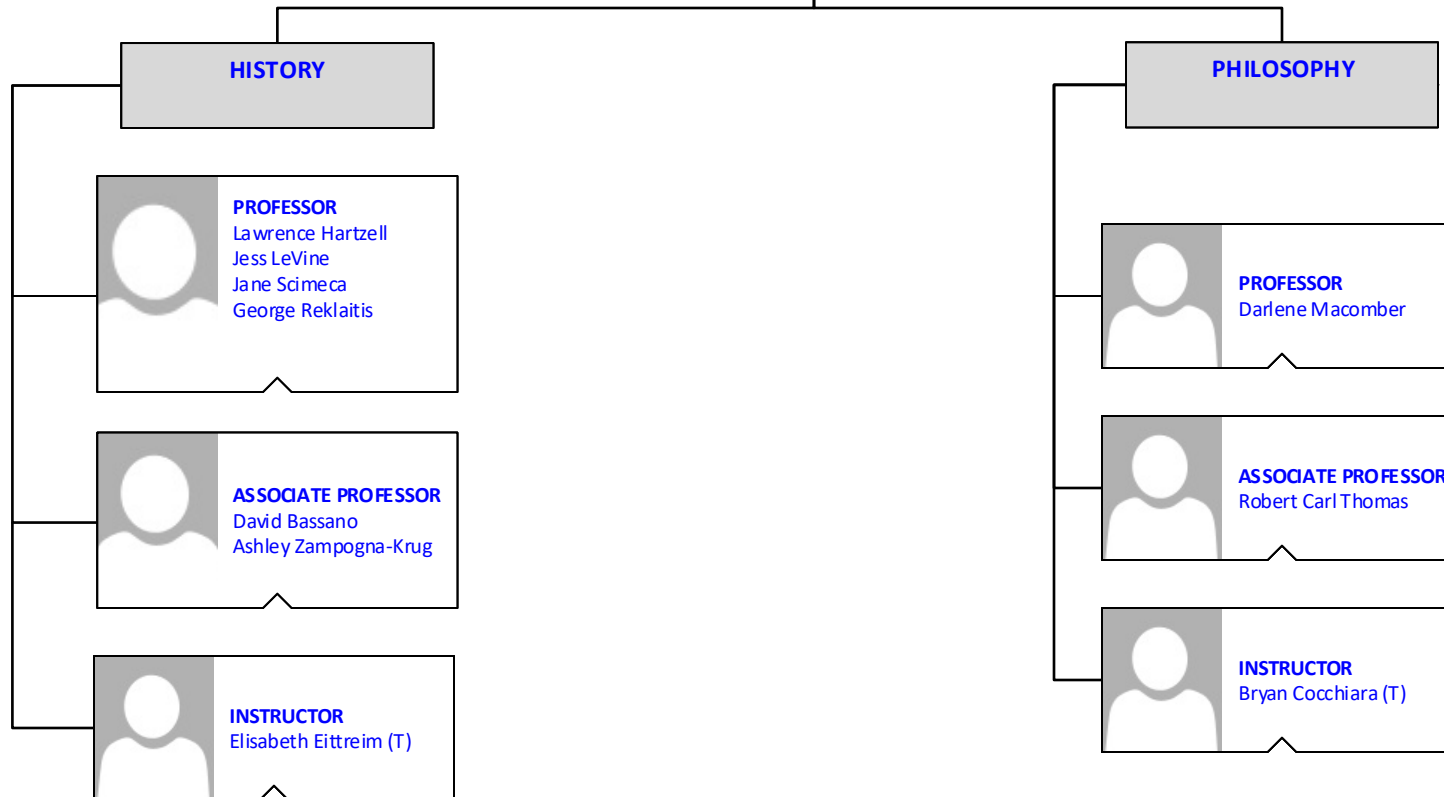 HISTORY
PROFESSOR
Lawrence Hartzell
Jess LeVine
Jane Scimeca
George Reklaitis
ASSOCIATE PROFESSOR
David Bassano
Ashley Zampogna-Krug
INSTRUCTOR
Elisabeth Eittreim (T)
PHILOSOPHY
PROFESSOR
Darlene Macomber
ASSOCIATE PROFESSOR
Robert Carl Thomas
INSTRUCTOR
Bryan Cocchiara (T)